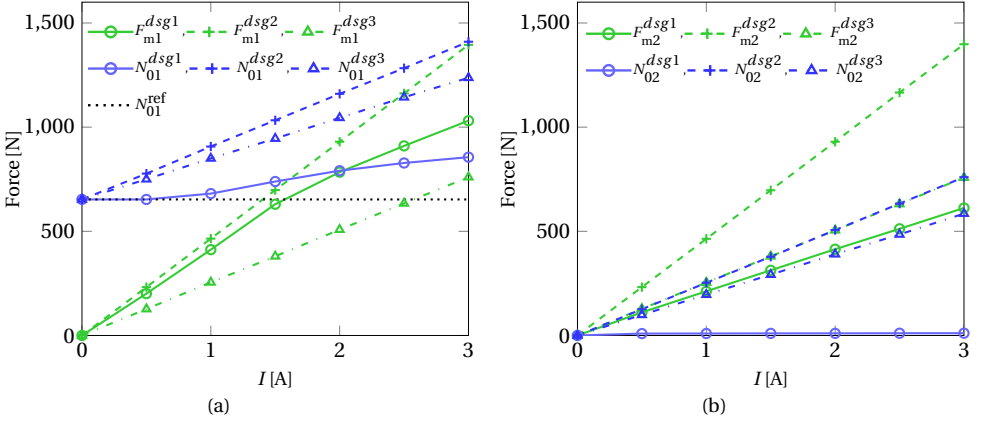 1,500
1,000
500
0
Force [N]
F_m1^dsg1, F_m1^dsg2, F_m1^dsg3
N_01^dsg1, N_01^dsg2, N_01^dsg3
N_01^ref
0 1 2 3
I [A]
(a)
1,500
1,000
500
0
Force [N]
F_m2^dsg1, F_m2^dsg2, F_m2^dsg3
N_02^dsg1, N_02^dsg2, N_02^dsg3
0 1 2 3
I [A]
(b)